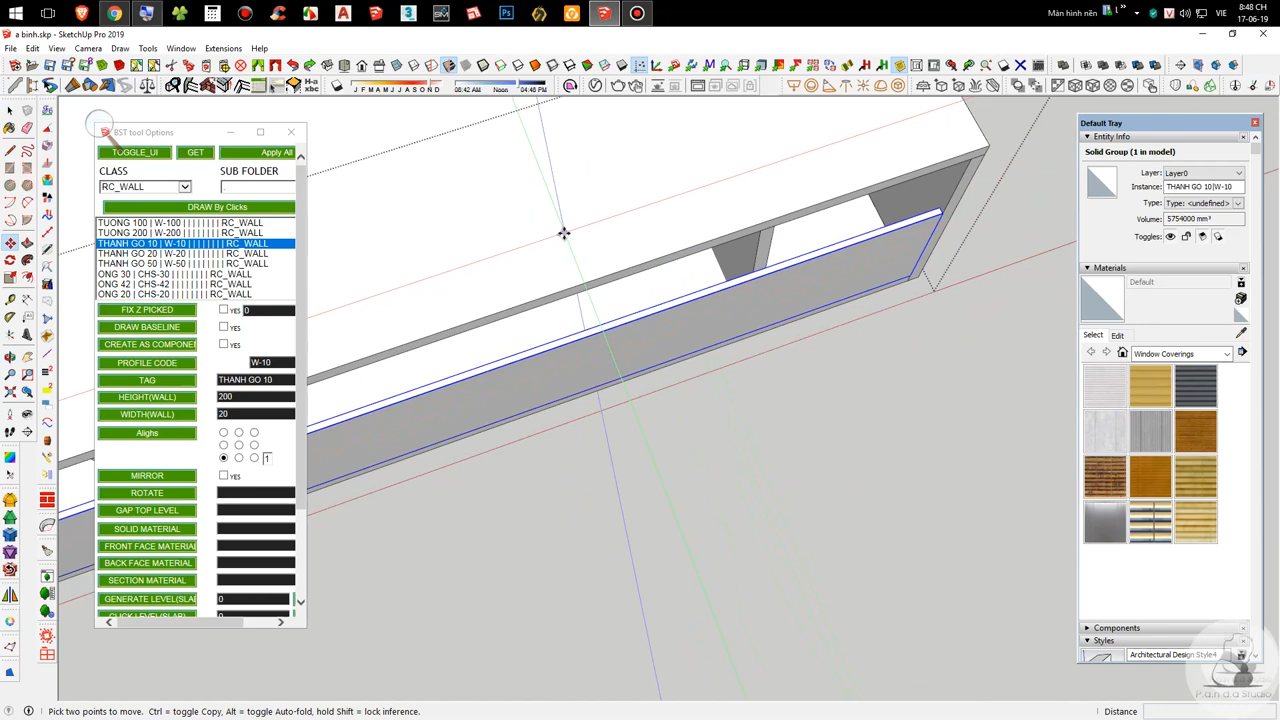 Màn hình nền
VIE
8:48 CH
17-06-19
a binh.skp - SketchUp Pro 2019
File Edit View Camera Draw Tools Window Extensions Help
H-a
xbc
J F M A M J J A S O N D
06:42 AM Noon 04:46 PM
BST tool Options
TOGGLE_UI GET Apply All
CLASS SUB FOLDER
RC_WALL .
DRAW By Clicks
TUONG 100 | W-100 | | | | | | | | RC_WALL
TUONG 200 | W-200 | | | | | | | | RC_WALL
THANH GO 10 | W-10 | | | | | | | | RC_WALL
THANH GO 20 | W-20 | | | | | | | | RC_WALL
THANH GO 50 | W-50 | | | | | | | | RC_WALL
ONG 30 | CHS-30 | | | | | | | | RC_WALL
ONG 42 | CHS-42 | | | | | | | | RC_WALL
ONG 20 | CHS-20 | | | | | | | | RC_WALL
FIX Z PICKED YES 0
DRAW BASELINE YES
CREATE AS COMPONE YES
PROFILE CODE W-10
TAG THANH GO 10
HEIGHT(WALL) 200
WIDTH(WALL) 20
Alighs
1
MIRROR YES
ROTATE
GAP TOP LEVEL
SOLID MATERIAL
FRONT FACE MATERIAL
BACK FACE MATERIAL
SECTION MATERIAL
GENERATE LEVEL(SLAB 0
Default Tray
Entity Info
Solid Group (1 in model)
Layer: Layer0
Instance: THANH GO 10|W-10
Type: Type: <undefined>
Volume: 5754000 mm³
Toggles:
Materials
Default
Select Edit
Window Coverings
Components
Styles
Architectural Design Style4
P.a.n.d.a Studio
Pick two points to move. Ctrl = toggle Copy, Alt = toggle Auto-fold, hold Shift = lock inference.
Distance